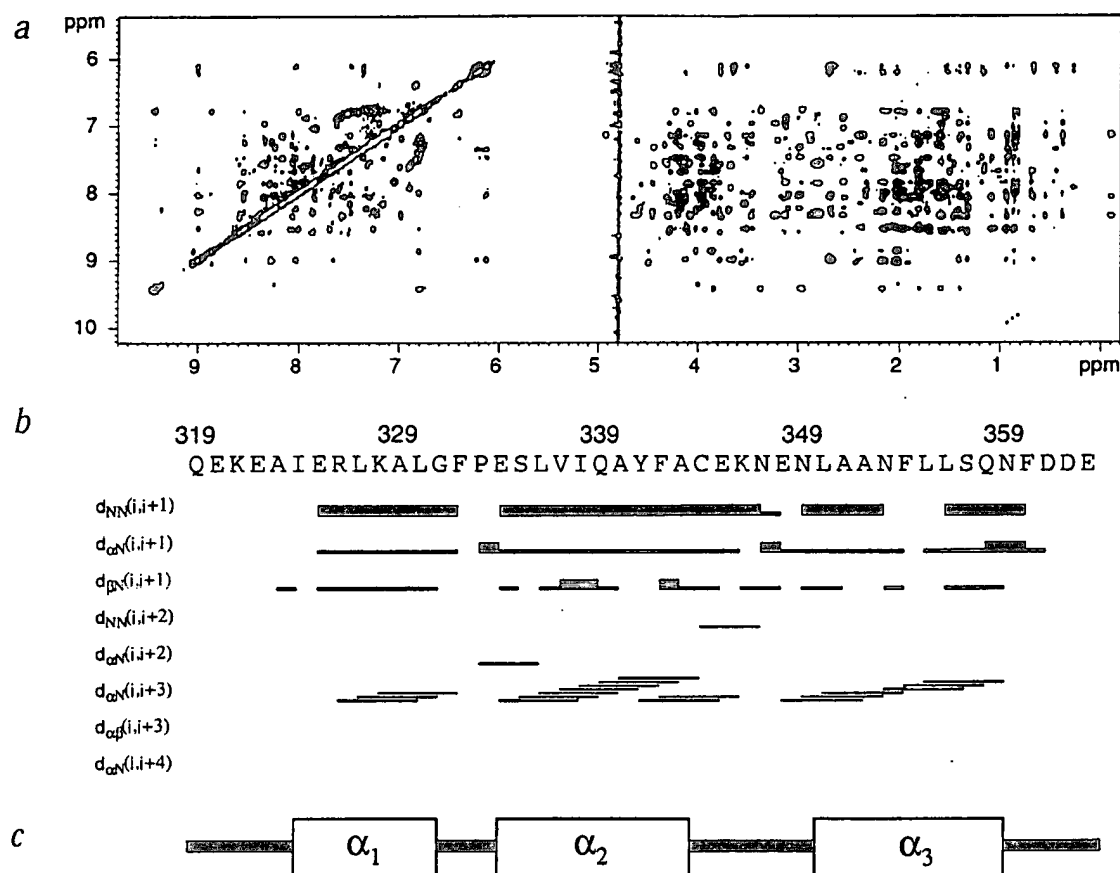 a
ppm
6
7
8
9
10
9 8 7 6 5 4 3 2 1 ppm
b
319 329 339 349 359
QEKEAIERLKALGFPESLVIQAYFACEKNENLAANFLLSQNFDDE
dNN(i,i+1)
dαN(i,i+1)
dβN(i,i+1)
dNN(i,i+2)
dαN(i,i+2)
dαN(i,i+3)
dαβ(i,i+3)
dαN(i,i+4)
c
α1 α2 α3